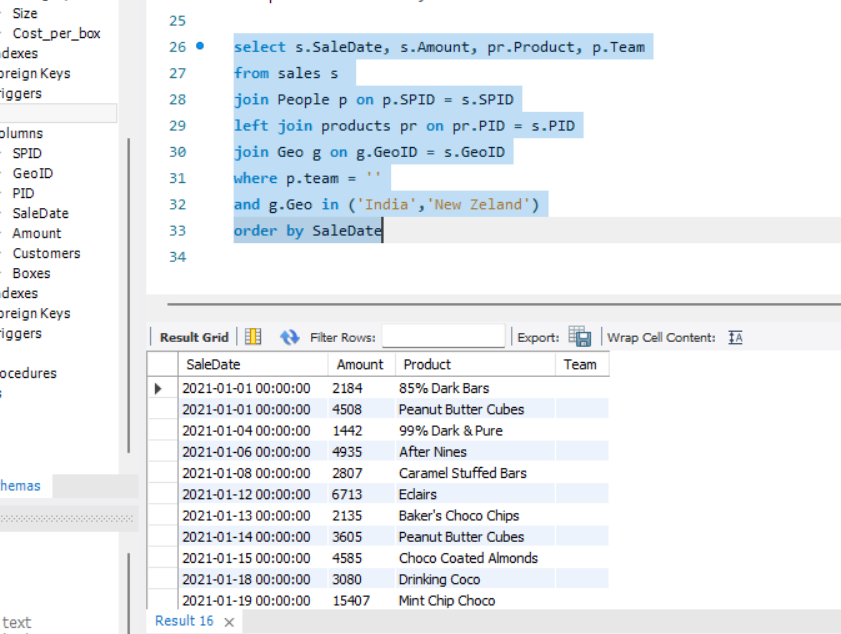 Size
Cost_per_box
dexes
oreign Keys
iggers
olumns
SPID
GeoID
PID
SaleDate
Amount
Customers
Boxes
dexes
oreign Keys
iggers
ocedures
s
hemas
text
25
26 select s.SaleDate, s.Amount, pr.Product, p.Team
27 from sales s
28 join People p on p.SPID = s.SPID
29 left join products pr on pr.PID = s.PID
30 join Geo g on g.GeoID = s.GeoID
31 where p.team = ''
32 and g.Geo in ('India','New Zeland')
33 order by SaleDate
34
Result Grid Filter Rows: Export: Wrap Cell Content:
SaleDate Amount Product Team
2021-01-01 00:00:00 2184 85% Dark Bars
2021-01-01 00:00:00 4508 Peanut Butter Cubes
2021-01-04 00:00:00 1442 99% Dark & Pure
2021-01-06 00:00:00 4935 After Nines
2021-01-08 00:00:00 2807 Caramel Stuffed Bars
2021-01-12 00:00:00 6713 Eclairs
2021-01-13 00:00:00 2135 Baker's Choco Chips
2021-01-14 00:00:00 3605 Peanut Butter Cubes
2021-01-15 00:00:00 4585 Choco Coated Almonds
2021-01-18 00:00:00 3080 Drinking Coco
2021-01-19 00:00:00 15407 Mint Chip Choco
Result 16